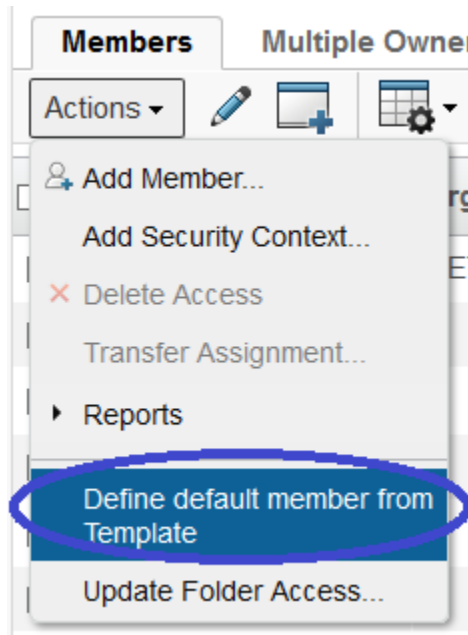 Members Multiple Owner
Actions
Add Member...
Add Security Context...
Delete Access
Transfer Assignment...
Reports
Define default member from
Template
Update Folder Access...